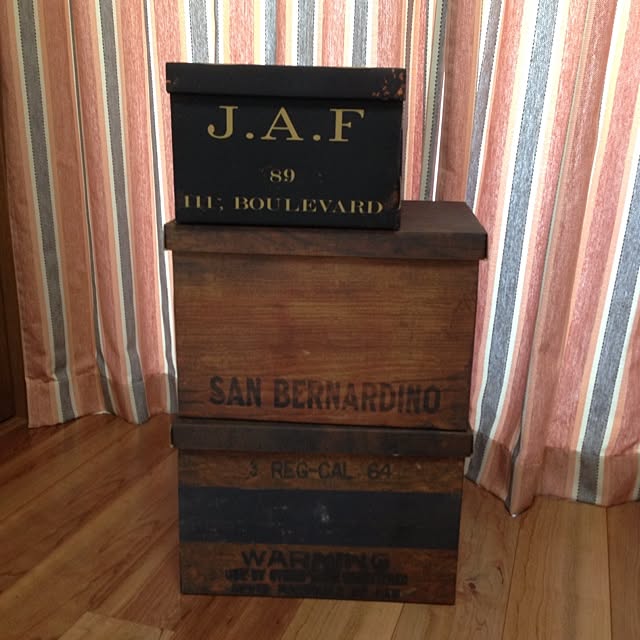 J.A.F
89
111; BOULEVARD
SAN BERNARDINO
3 REG-CAL 64
WARNING